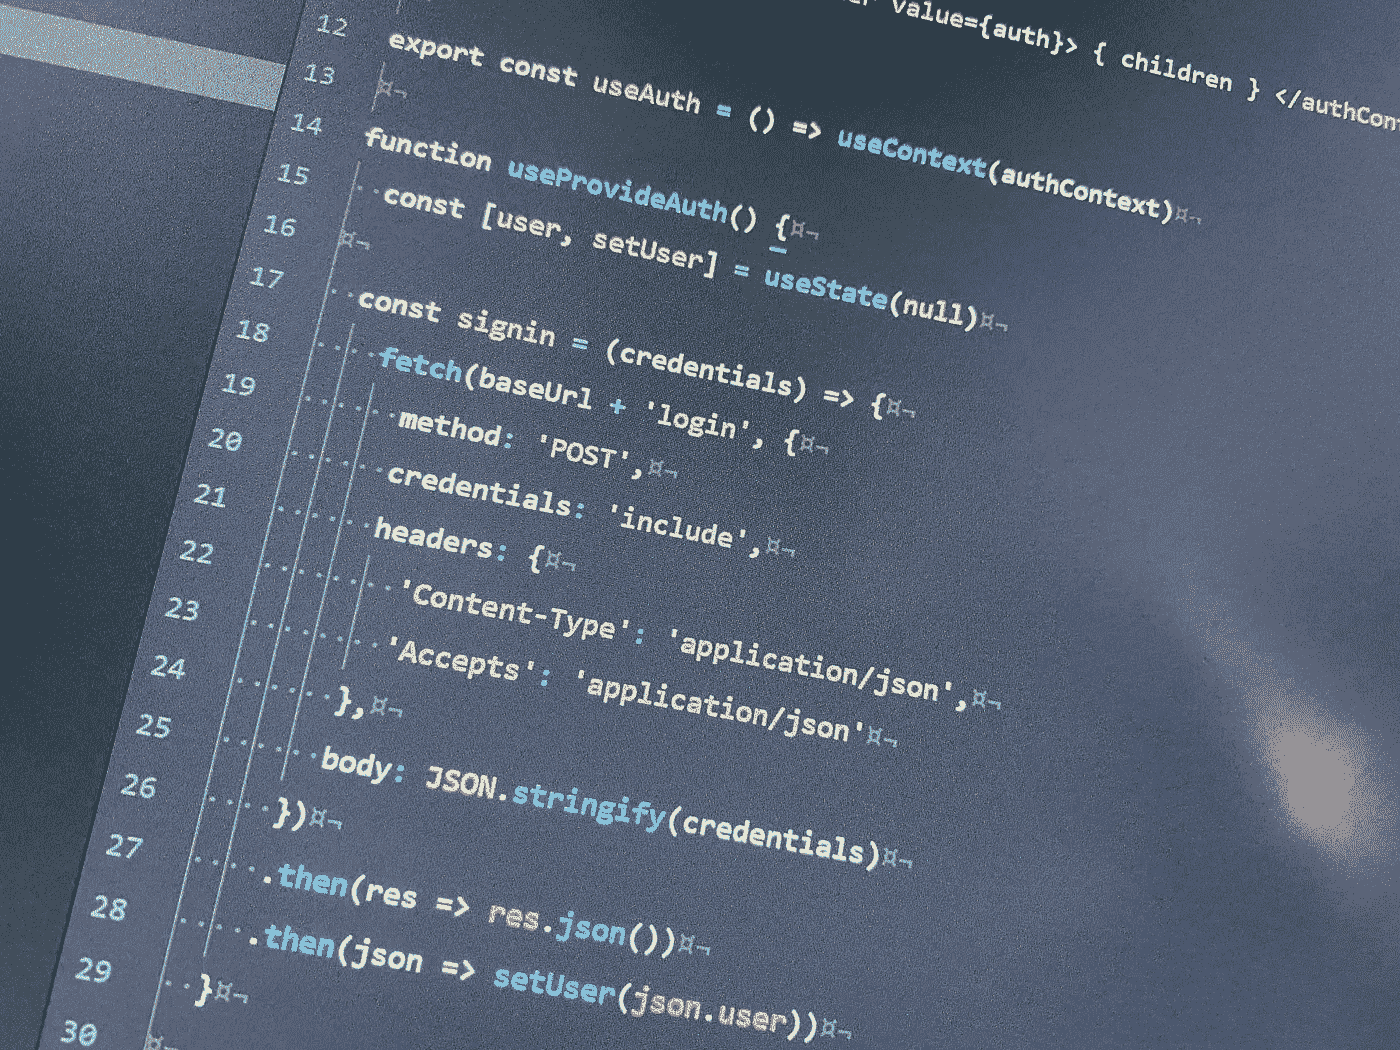 value={auth}> { children } </authCon
12 export const useAuth = () => useContext(authContext)¤¬
13 ¤¬
14 function useProvideAuth() {¤¬
15 ··const [user, setUser] = useState(null)¤¬
16 ¤¬
17 ··const signin = (credentials) => {¤¬
18 ····fetch(baseUrl + 'login', {¤¬
19 ······method: 'POST',¤¬
20 ······credentials: 'include',¤¬
21 ······headers: {¤¬
22 ········'Content-Type': 'application/json',¤¬
23 ········'Accepts': 'application/json'¤¬
24 ······},¤¬
25 ······body: JSON.stringify(credentials)¤¬
26 ····})¤¬
27 ····.then(res => res.json())¤¬
28 ····.then(json => setUser(json.user))¤¬
29 ··}¤¬
30 ¤¬